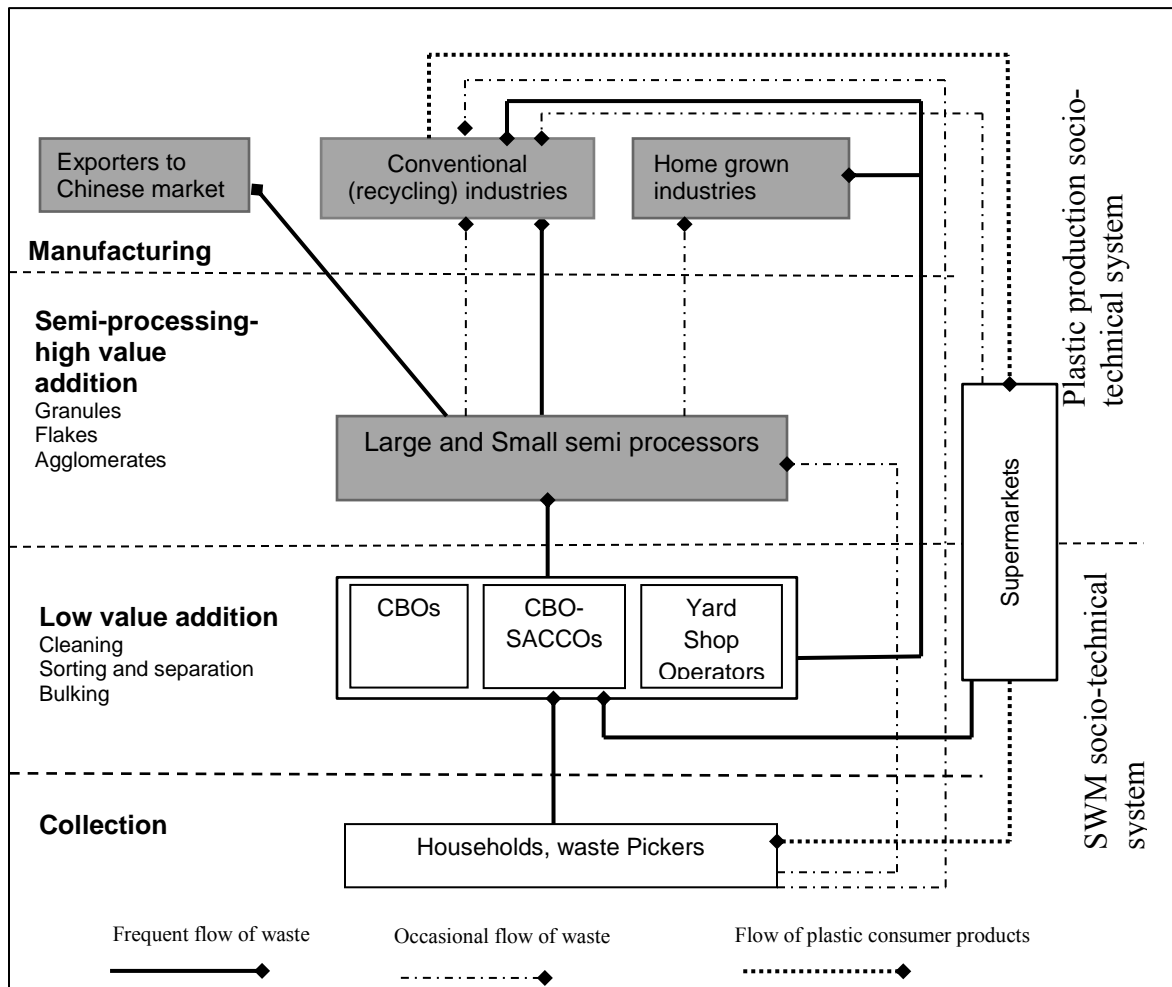 Exporters to
Chinese market
Conventional
(recycling) industries
Home grown
industries
Manufacturing
Plastic production socio-
technical system
Semi-processing-
high value
addition
Granules
Flakes
Agglomerates
Large and Small semi processors
Supermarkets
Low value addition
Cleaning
Sorting and separation
Bulking
CBOs
CBO-
SACCOs
Yard
Shop
Operators
SWM socio-technical
system
Collection
Households, waste Pickers
Frequent flow of waste
Occasional flow of waste
Flow of plastic consumer products